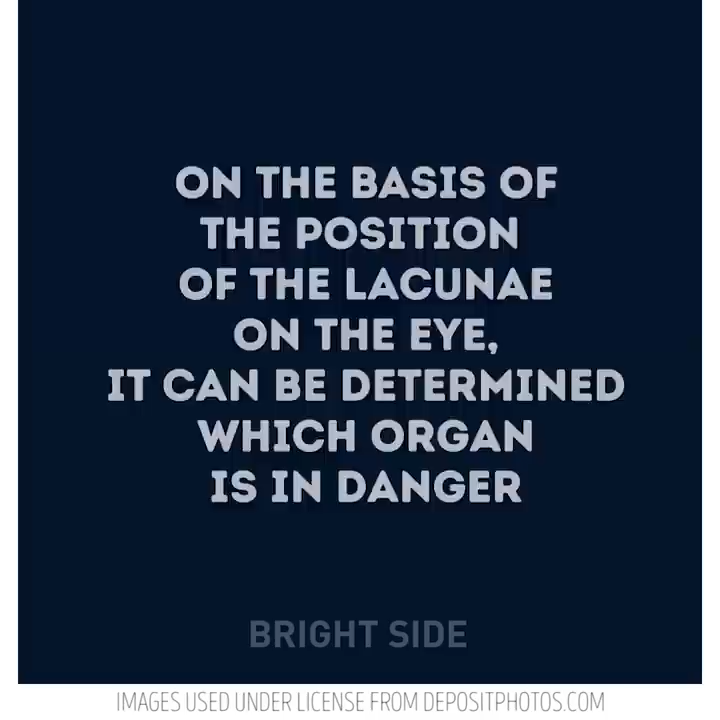 ON THE BASIS OF
THE POSITION
OF THE LACUNAE
ON THE EYE,
IT CAN BE DETERMINED
WHICH ORGAN
IS IN DANGER
BRIGHT SIDE
IMAGES USED UNDER LICENSE FROM DEPOSITPHOTOS.COM